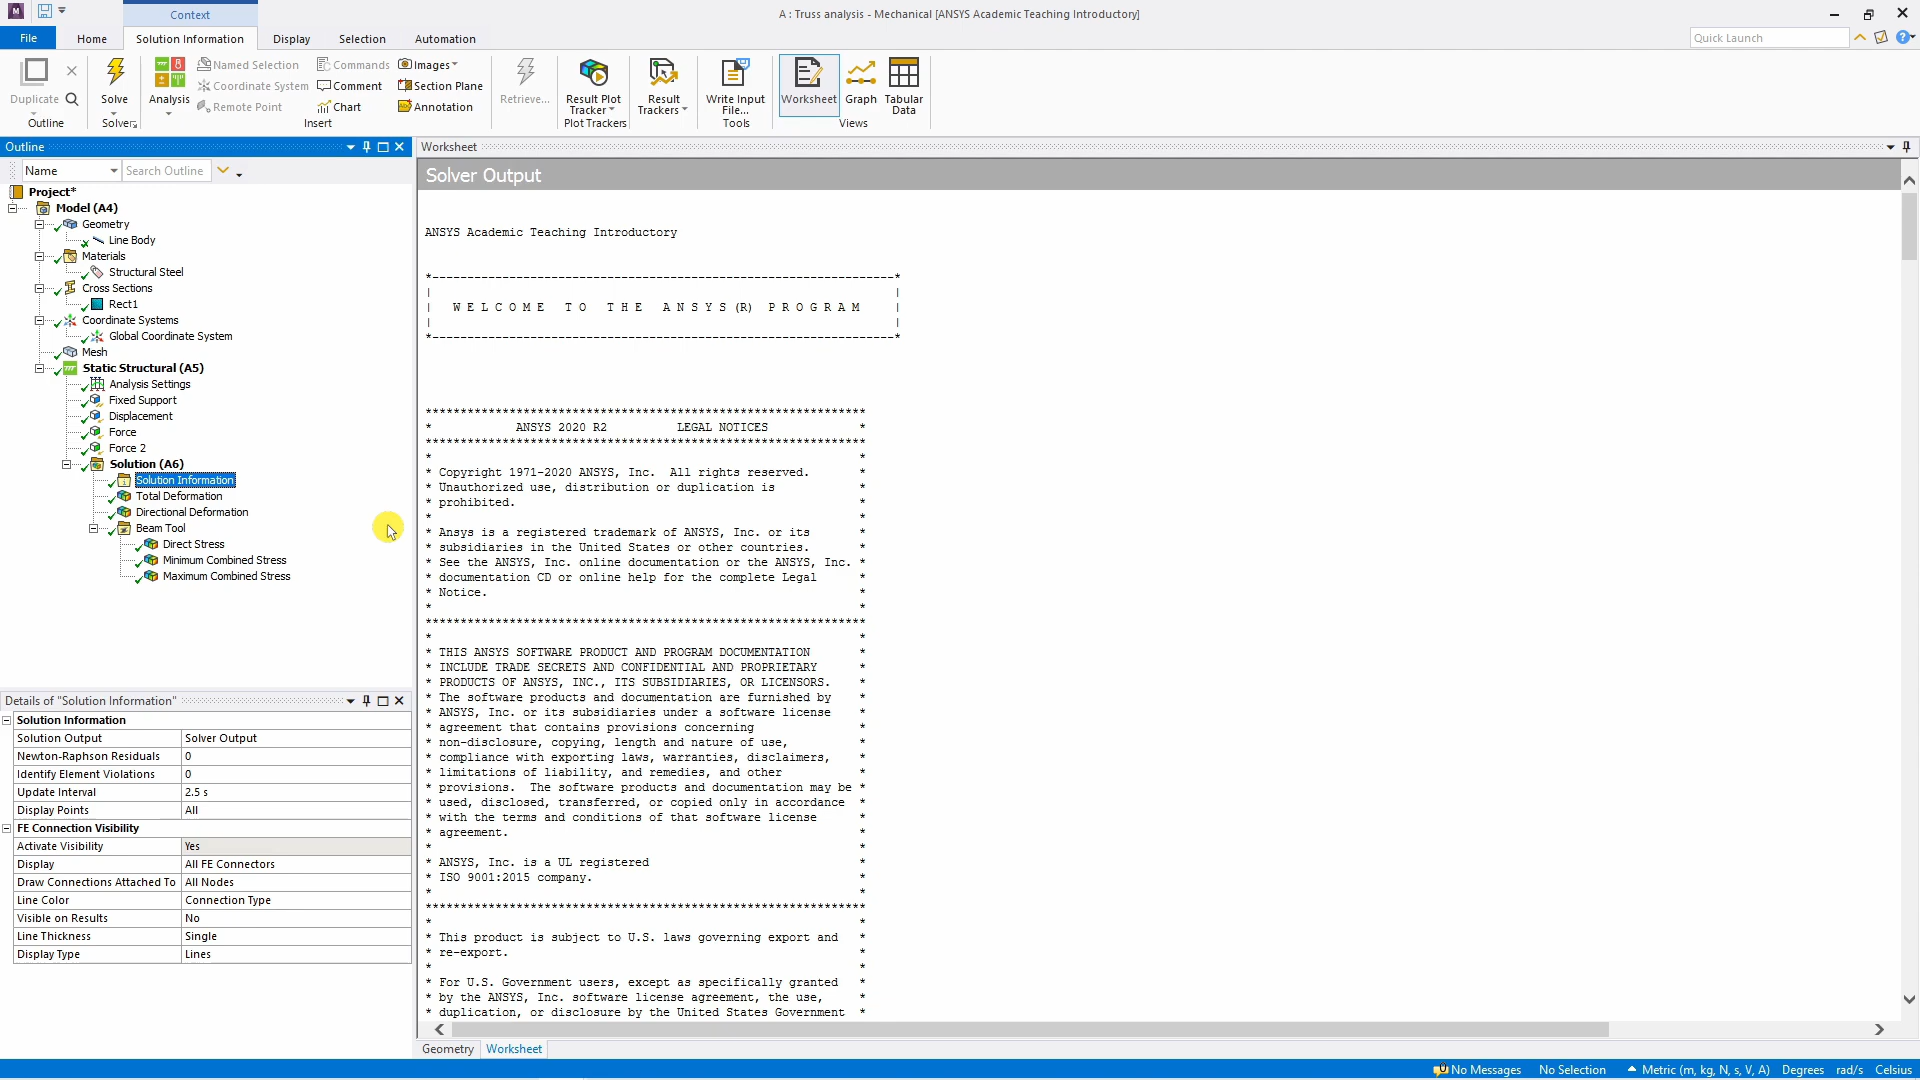 Context
A : Truss analysis - Mechanical [ANSYS Academic Teaching Introductory]
File
Home
Solution Information
Display
Selection
Automation
Quick Launch
Duplicate
Outline
Solve
Solver
Analysis
Named Selection
Coordinate System
Remote Point
Commands
Comment
Chart
Images
Section Plane
Annotation
Insert
Retrieve...
Result Plot
Tracker
Plot Trackers
Result
Trackers
Write Input
File...
Tools
Worksheet
Graph
Tabular
Data
Views
Outline
Name
Search Outline
Project*
Model (A4)
Geometry
Line Body
Materials
Structural Steel
Cross Sections
Rect1
Coordinate Systems
Global Coordinate System
Mesh
Static Structural (A5)
Analysis Settings
Fixed Support
Displacement
Force
Force 2
Solution (A6)
Solution Information
Total Deformation
Directional Deformation
Beam Tool
Direct Stress
Minimum Combined Stress
Maximum Combined Stress
Details of "Solution Information"
Solution Information
Solution Output Solver Output
Newton-Raphson Residuals 0
Identify Element Violations 0
Update Interval 2.5 s
Display Points All
FE Connection Visibility
Activate Visibility Yes
Display All FE Connectors
Draw Connections Attached To All Nodes
Line Color Connection Type
Visible on Results No
Line Thickness Single
Display Type Lines
Worksheet
Solver Output
ANSYS Academic Teaching Introductory
*------------------------------------------------------------------*
| |
| W E L C O M E T O T H E A N S Y S (R) P R O G R A M |
| |
*------------------------------------------------------------------*
***************************************************************
* ANSYS 2020 R2 LEGAL NOTICES *
***************************************************************
* *
* Copyright 1971-2020 ANSYS, Inc. All rights reserved. *
* Unauthorized use, distribution or duplication is *
* prohibited. *
* *
* Ansys is a registered trademark of ANSYS, Inc. or its *
* subsidiaries in the United States or other countries. *
* See the ANSYS, Inc. online documentation or the ANSYS, Inc. *
* documentation CD or online help for the complete Legal *
* Notice. *
* *
***************************************************************
* *
* THIS ANSYS SOFTWARE PRODUCT AND PROGRAM DOCUMENTATION *
* INCLUDE TRADE SECRETS AND CONFIDENTIAL AND PROPRIETARY *
* PRODUCTS OF ANSYS, INC., ITS SUBSIDIARIES, OR LICENSORS. *
* The software products and documentation are furnished by *
* ANSYS, Inc. or its subsidiaries under a software license *
* agreement that contains provisions concerning *
* non-disclosure, copying, length and nature of use, *
* compliance with exporting laws, warranties, disclaimers, *
* limitations of liability, and remedies, and other *
* provisions. The software products and documentation may be *
* used, disclosed, transferred, or copied only in accordance *
* with the terms and conditions of that software license *
* agreement. *
* *
* ANSYS, Inc. is a UL registered *
* ISO 9001:2015 company. *
* *
***************************************************************
* *
* This product is subject to U.S. laws governing export and *
* re-export. *
* *
* For U.S. Government users, except as specifically granted *
* by the ANSYS, Inc. software license agreement, the use, *
* duplication, or disclosure by the United States Government *
Geometry
Worksheet
No Messages
No Selection
Metric (m, kg, N, s, V, A)
Degrees
rad/s
Celsius